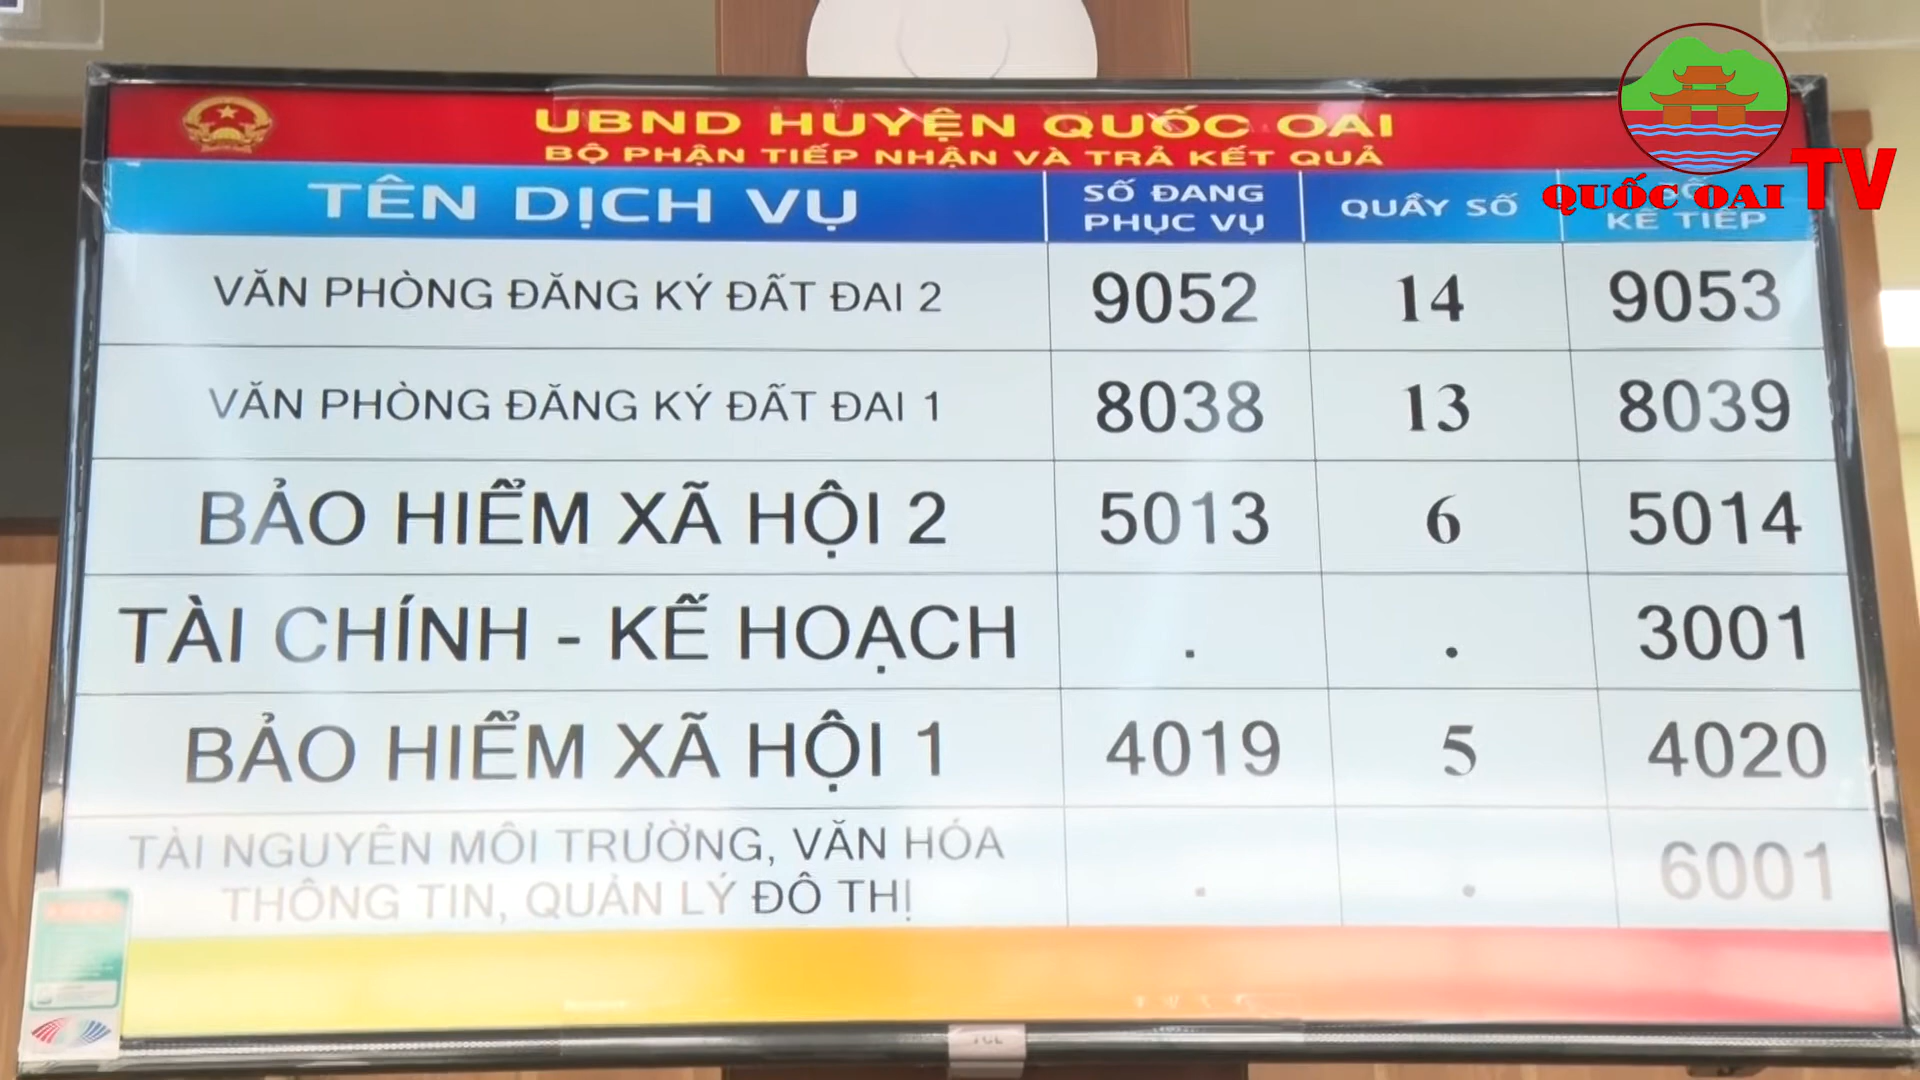 UBND HUYỆN QUỐC OAI
BỘ PHẬN TIẾP NHẬN VÀ TRẢ KẾT QUẢ
QUỐC OAI TV
TÊN DỊCH VỤ
SỐ ĐANG
PHỤC VỤ
QUẦY SỐ
SỐ
KẾ TIẾP
VĂN PHÒNG ĐĂNG KÝ ĐẤT ĐAI 2 9052 14 9053
VĂN PHÒNG ĐĂNG KÝ ĐẤT ĐAI 1 8038 13 8039
BẢO HIỂM XÃ HỘI 2 5013 6 5014
TÀI CHÍNH - KẾ HOẠCH . . 3001
BẢO HIỂM XÃ HỘI 1 4019 5 4020
TÀI NGUYÊN MÔI TRƯỜNG, VĂN HÓA
THÔNG TIN, QUẢN LÝ ĐÔ THỊ . . 6001
TCL